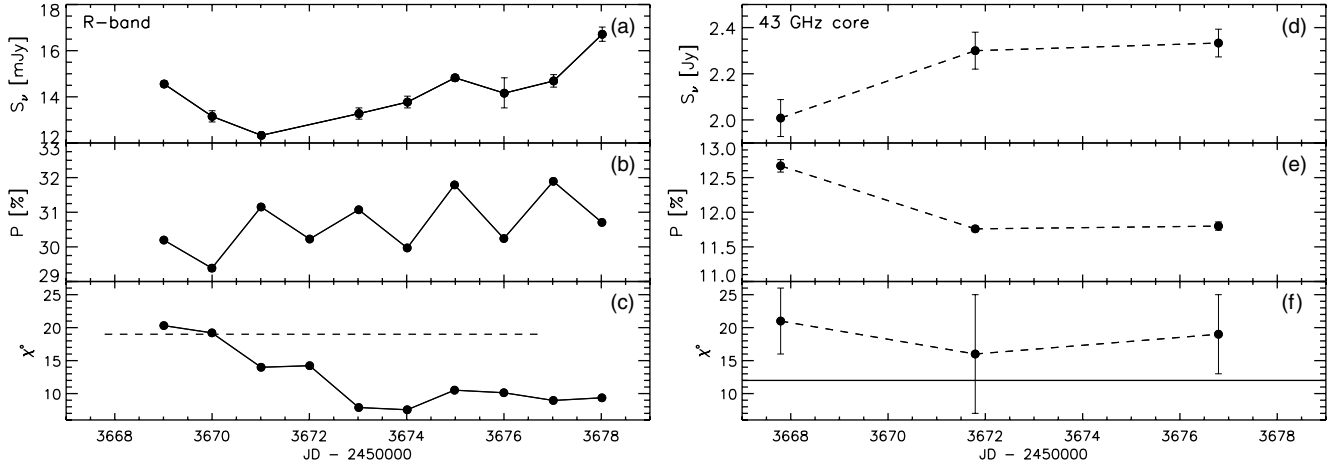 R-band
(a)
S_ν [mJy]
18
16
14
12
(b)
P [%]
33
32
31
30
29
(c)
χ°
25
20
15
10
3668 3670 3672 3674 3676 3678
JD – 2450000
43 GHz core
(d)
S_ν [Jy]
2.4
2.2
2.0
(e)
P [%]
13.0
12.5
12.0
11.5
11.0
(f)
χ°
25
20
15
10
3668 3670 3672 3674 3676 3678
JD – 2450000